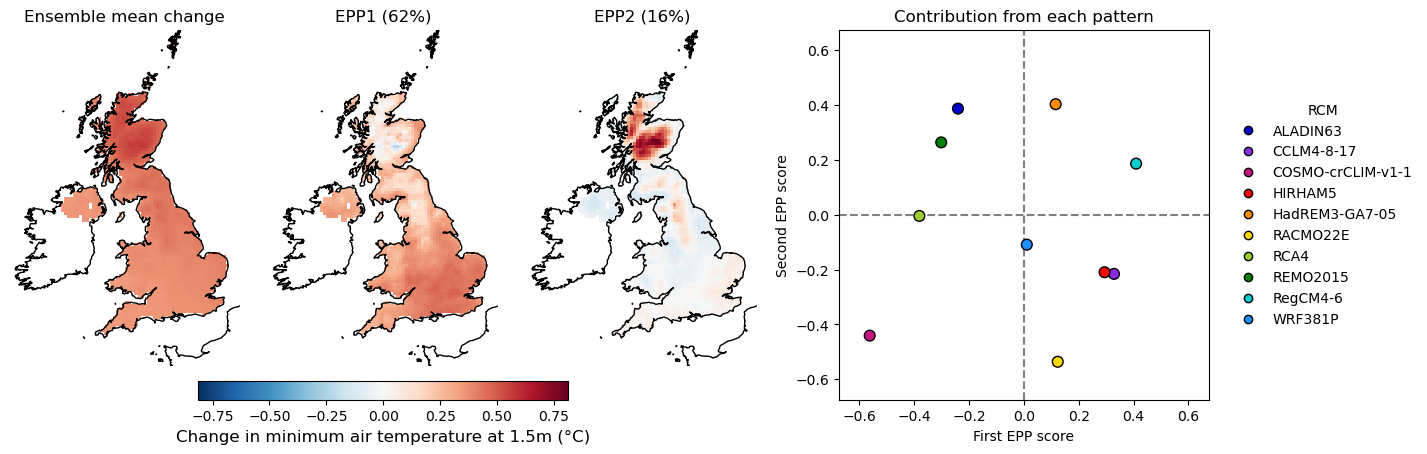 Ensemble mean change
EPP1 (62%)
EPP2 (16%)
−0.75 −0.50 −0.25 0.00 0.25 0.50 0.75
Change in minimum air temperature at 1.5m (°C)
Contribution from each pattern
Second EPP score
0.6
0.4
0.2
0.0
−0.2
−0.4
−0.6
−0.6 −0.4 −0.2 0.0 0.2 0.4 0.6
First EPP score
RCM
ALADIN63
CCLM4-8-17
COSMO-crCLIM-v1-1
HIRHAM5
HadREM3-GA7-05
RACMO22E
RCA4
REMO2015
RegCM4-6
WRF381P